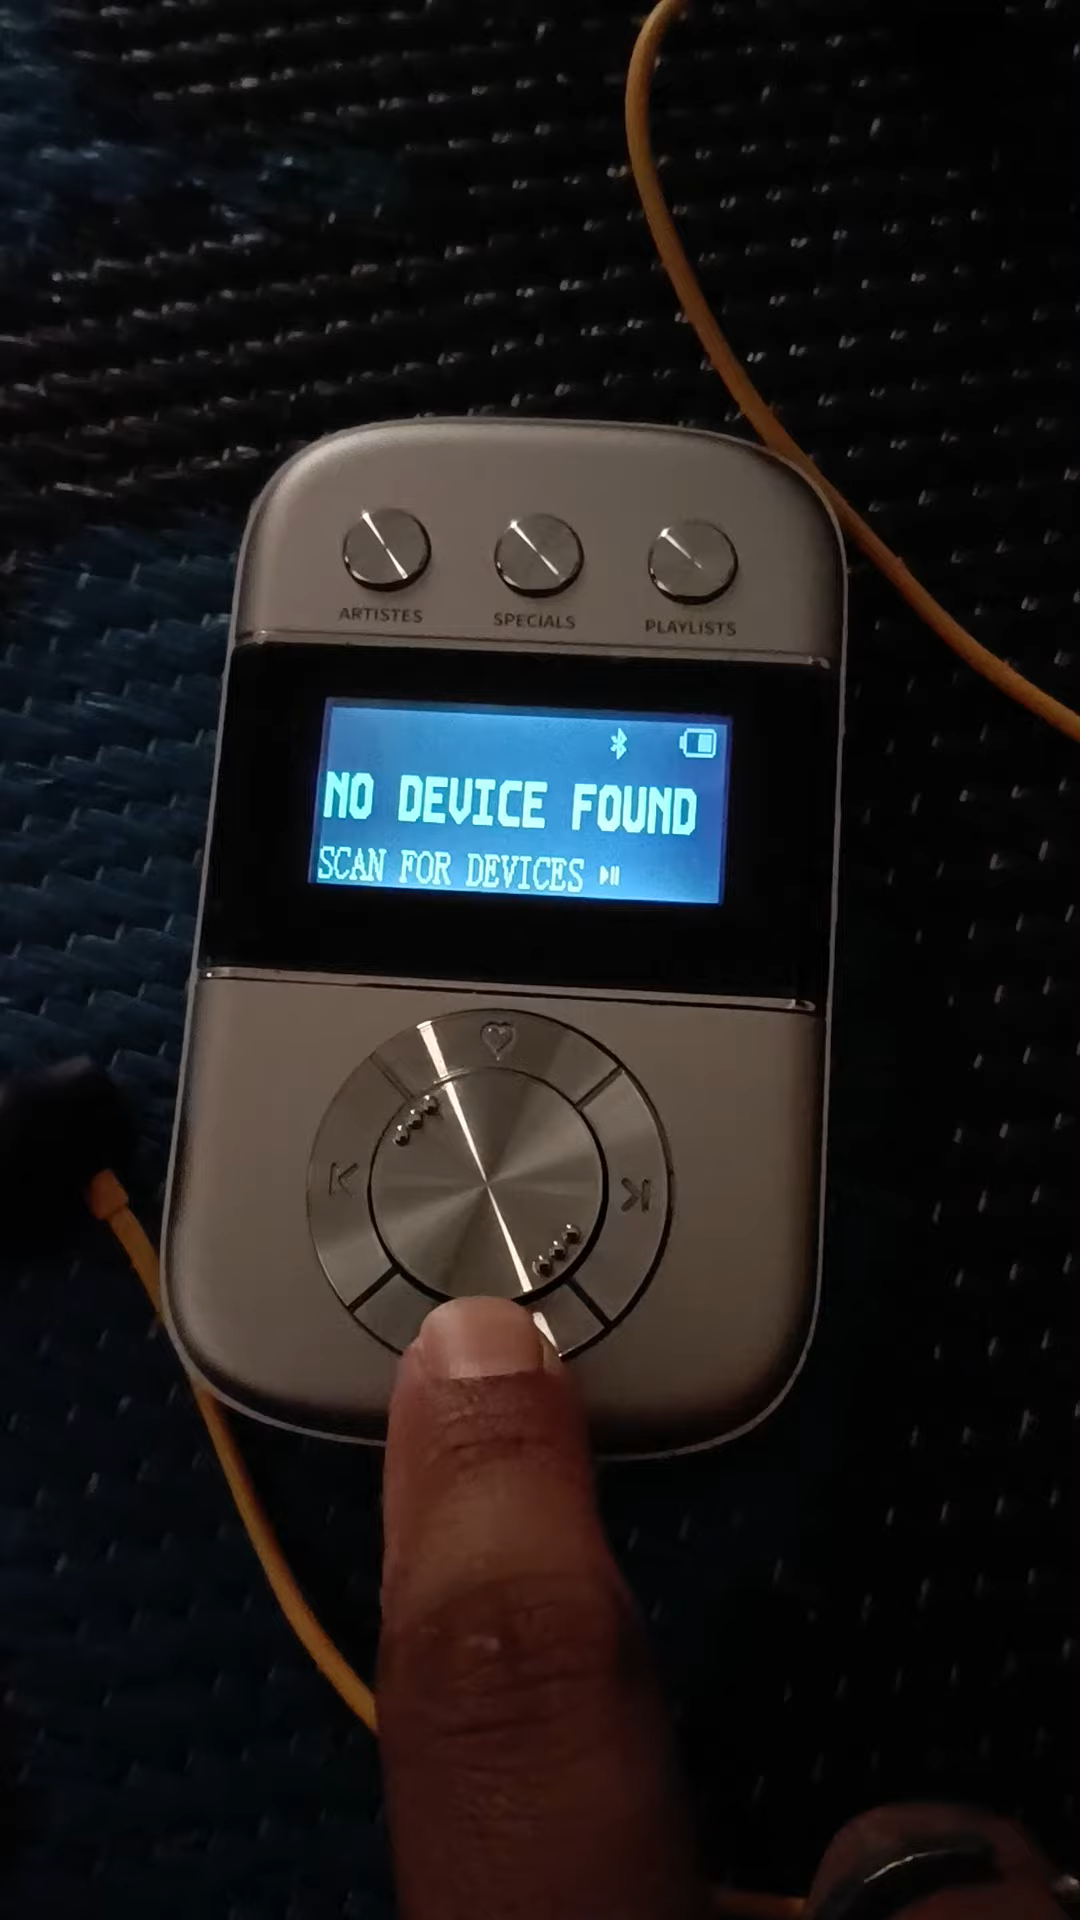 ARTISTES
SPECIALS
PLAYLISTS
NO DEVICE FOUND
SCAN FOR DEVICES